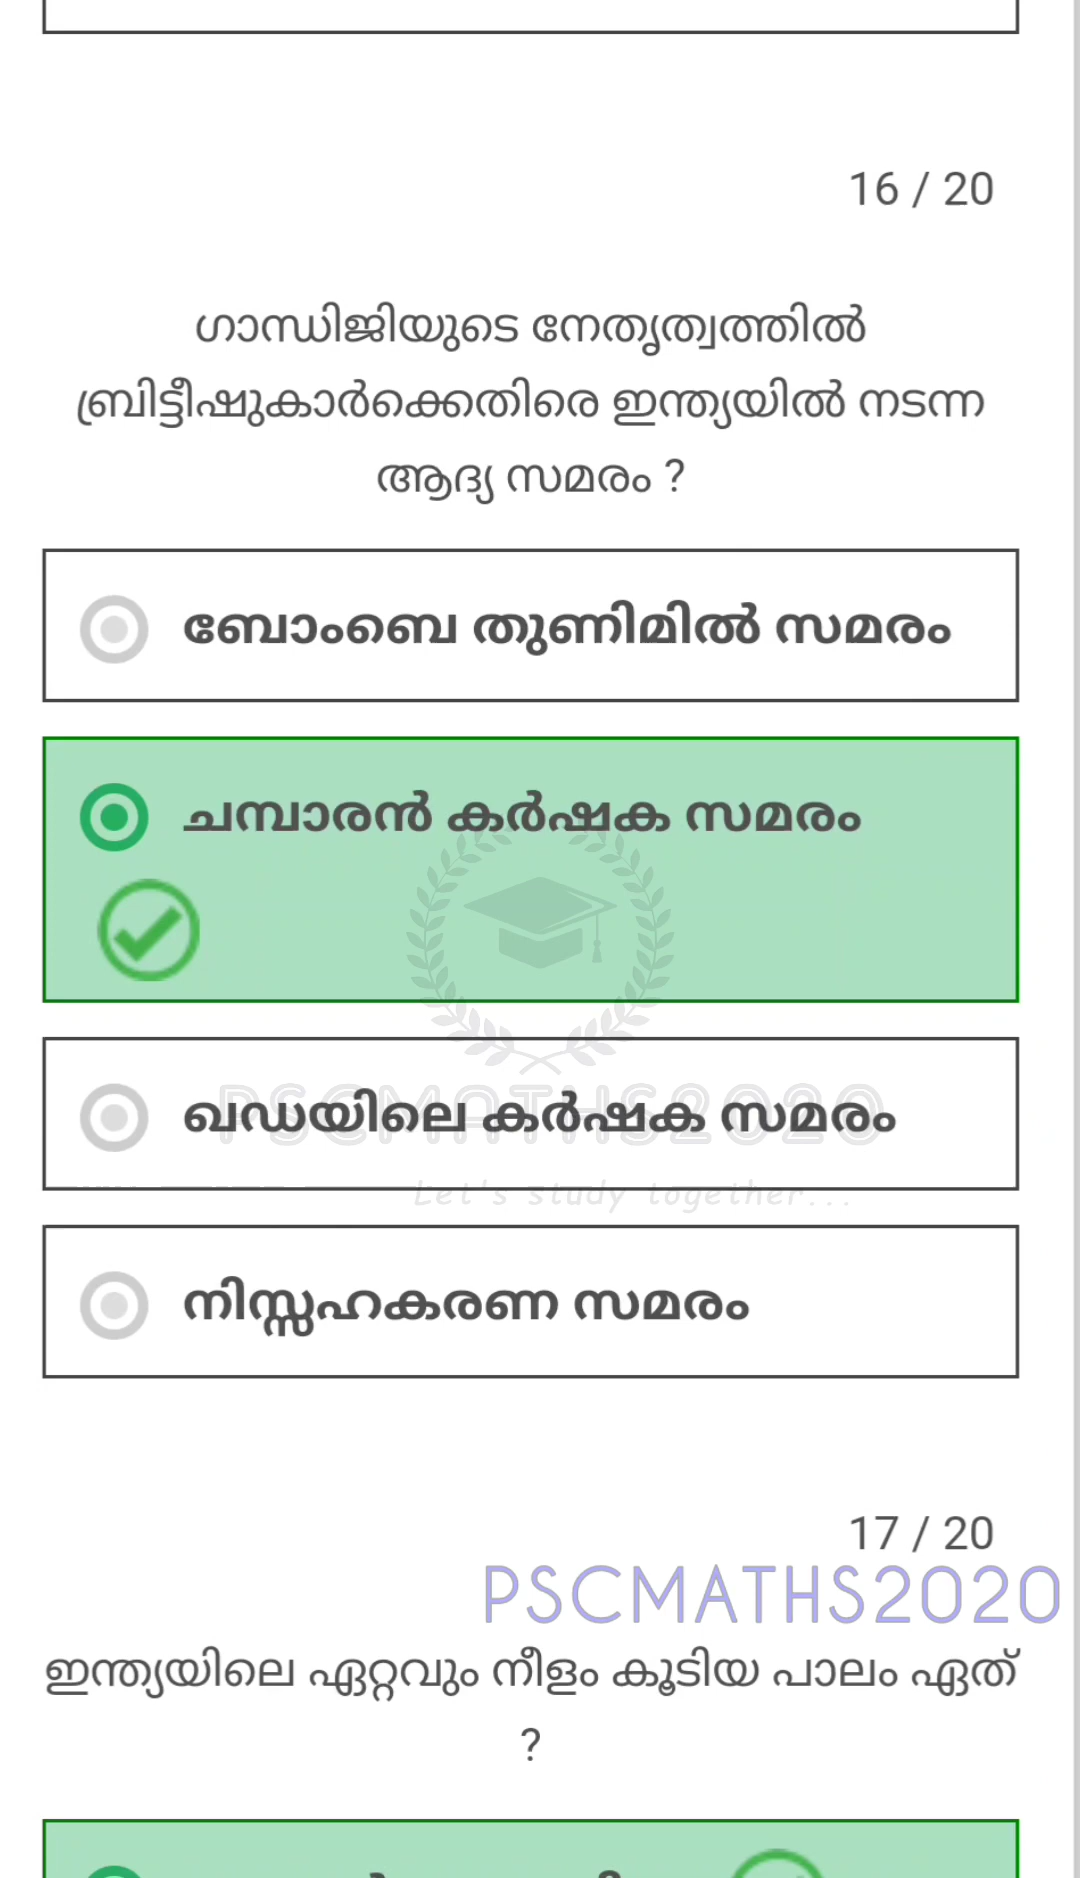 16 / 20
ഗാന്ധിജിയുടെ നേതൃത്വത്തിൽ
ബ്രിട്ടീഷുകാർക്കെതിരെ ഇന്ത്യയിൽ നടന്ന
ആദ്യ സമരം ?
ബോംബെ തുണിമിൽ സമരം
ചമ്പാരൻ കർഷക സമരം
ഖഡയിലെ കർഷക സമരം
PSCMATHS2020
Let's study together...
നിസ്സഹകരണ സമരം
17 / 20
PSCMATHS2020
ഇന്ത്യയിലെ ഏറ്റവും നീളം കൂടിയ പാലം ഏത്
?